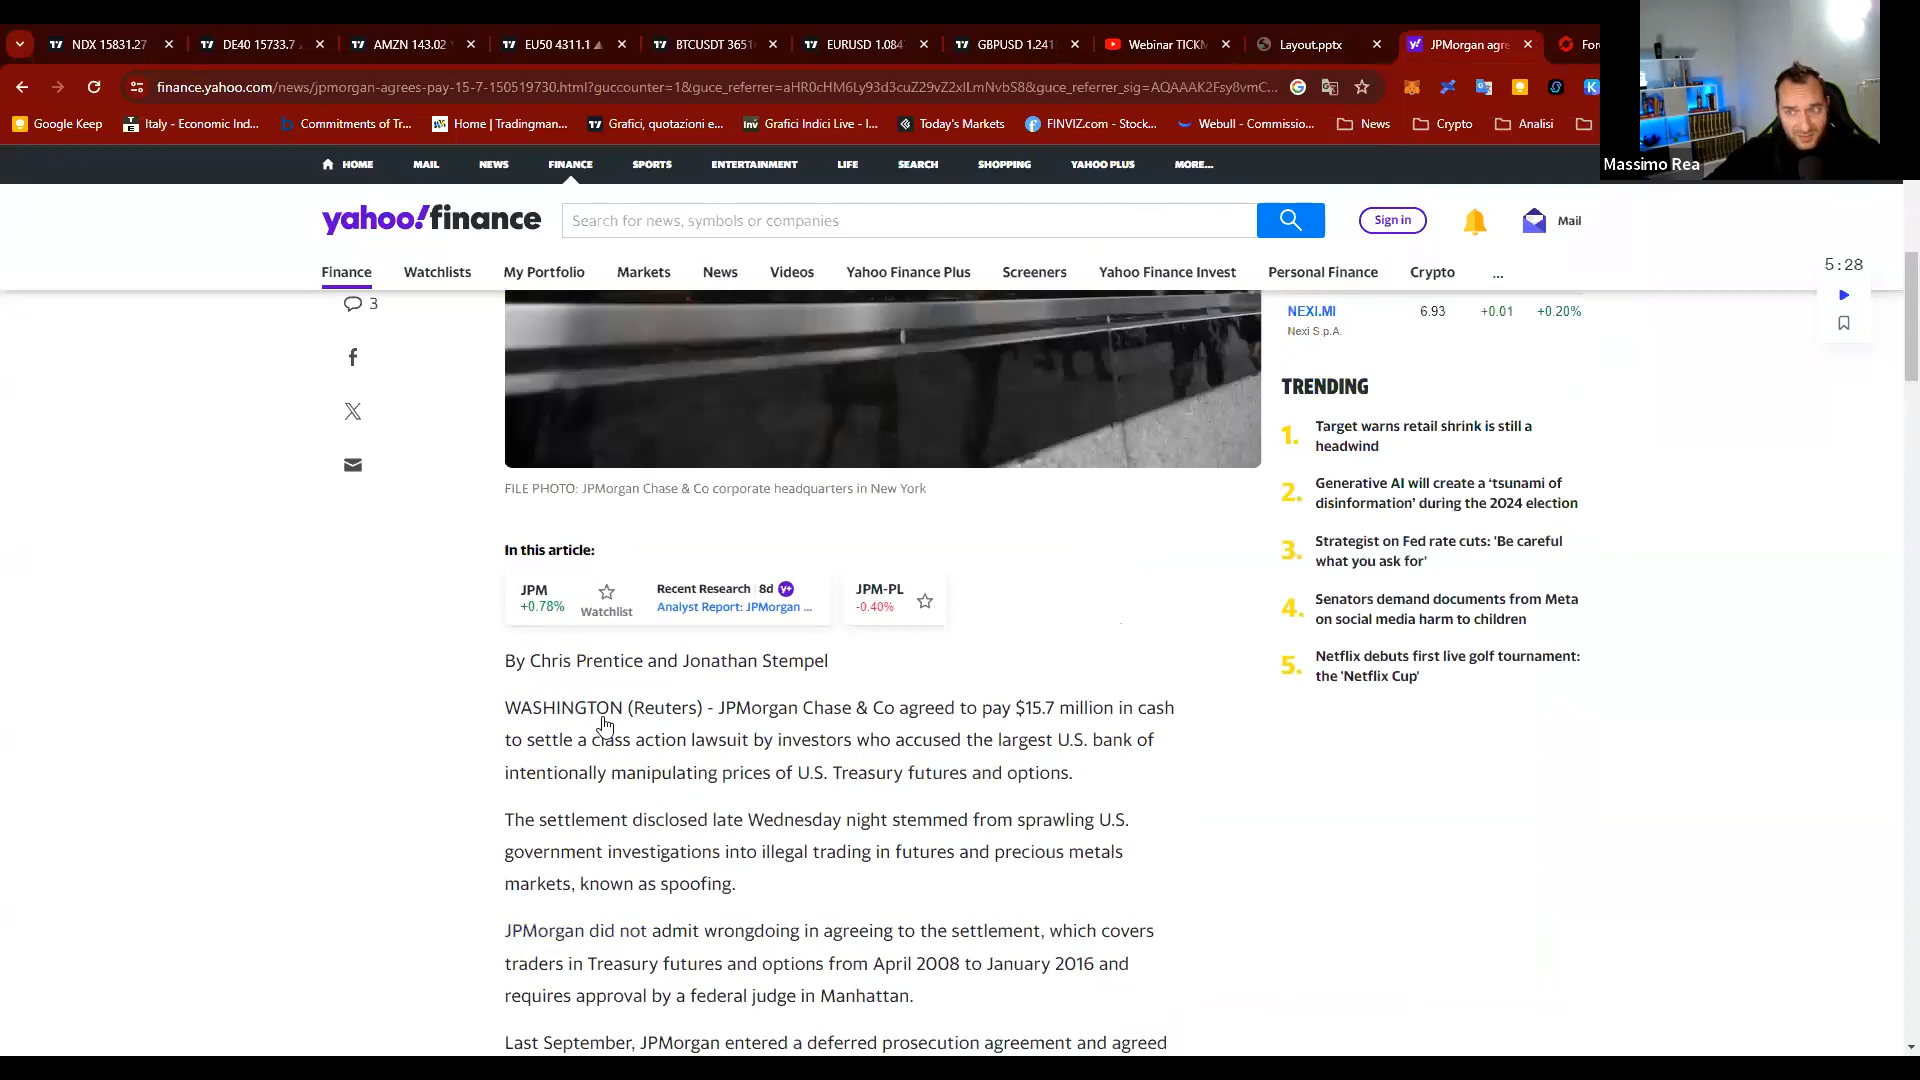 NDX 15831.27
DE40 15733.7
AMZN 143.02
EU50 4311.1
BTCUSDT 3651
EURUSD 1.084
GBPUSD 1.241
Webinar TICKM
Layout.pptx
JPMorgan agre
For
finance.yahoo.com/news/jpmorgan-agrees-pay-15-7-150519730.html?guccounter=1&guce_referrer=aHR0cHM6Ly93d3cuZ29vZ2xlLmNvbS8&guce_referrer_sig=AQAAAK2Fsy8vmC...
Google Keep
Italy - Economic Ind...
Commitments of Tr...
Home | Tradingman...
Grafici, quotazioni e...
Grafici Indici Live - I...
Today's Markets
FINVIZ.com - Stock...
Webull - Commissio...
News
Crypto
Analisi
Massimo Rea
HOME
MAIL
NEWS
FINANCE
SPORTS
ENTERTAINMENT
LIFE
SEARCH
SHOPPING
YAHOO PLUS
MORE...
yahoo!finance
Search for news, symbols or companies
Sign in
Mail
Finance
Watchlists
My Portfolio
Markets
News
Videos
Yahoo Finance Plus
Screeners
Yahoo Finance Invest
Personal Finance
Crypto
...
5:28
3
NEXI.MI 6.93 +0.01 +0.20%
Nexi S.p.A.
TRENDING
1. Target warns retail shrink is still a
headwind
2. Generative AI will create a ‘tsunami of
disinformation’ during the 2024 election
3. Strategist on Fed rate cuts: 'Be careful
what you ask for'
4. Senators demand documents from Meta
on social media harm to children
5. Netflix debuts first live golf tournament:
the 'Netflix Cup'
FILE PHOTO: JPMorgan Chase & Co corporate headquarters in New York
In this article:
JPM
+0.78%
Watchlist
Recent Research 8d
Analyst Report: JPMorgan ...
JPM-PL
-0.40%
By Chris Prentice and Jonathan Stempel
WASHINGTON (Reuters) - JPMorgan Chase & Co agreed to pay $15.7 million in cash
to settle a class action lawsuit by investors who accused the largest U.S. bank of
intentionally manipulating prices of U.S. Treasury futures and options.
The settlement disclosed late Wednesday night stemmed from sprawling U.S.
government investigations into illegal trading in futures and precious metals
markets, known as spoofing.
JPMorgan did not admit wrongdoing in agreeing to the settlement, which covers
traders in Treasury futures and options from April 2008 to January 2016 and
requires approval by a federal judge in Manhattan.
Last September, JPMorgan entered a deferred prosecution agreement and agreed